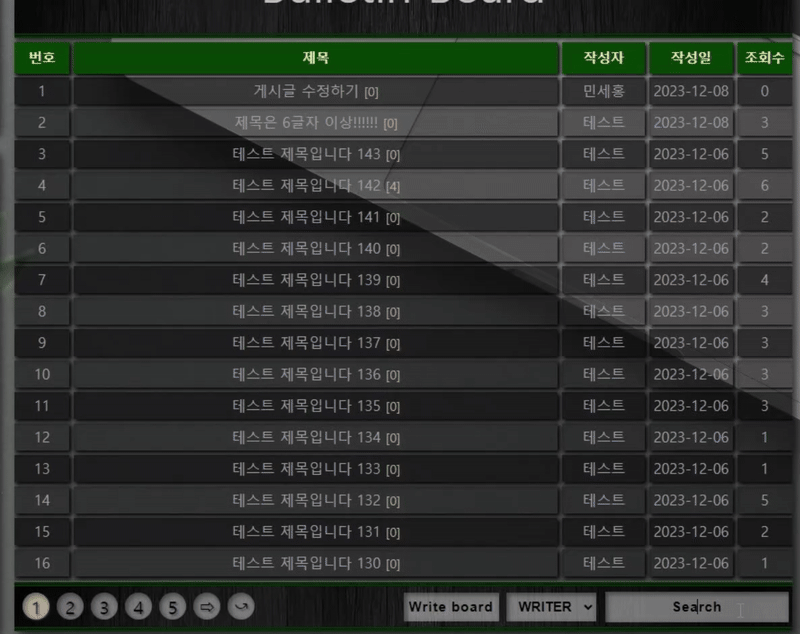 Bulletin Board
번호 제목 작성자 작성일 조회수
1 게시글 수정하기 [0] 민세홍 2023-12-08 0
2 제목은 6글자 이상!!!!!! [0] 테스트 2023-12-08 3
3 테스트 제목입니다 143 [0] 테스트 2023-12-06 5
4 테스트 제목입니다 142 [4] 테스트 2023-12-06 6
5 테스트 제목입니다 141 [0] 테스트 2023-12-06 2
6 테스트 제목입니다 140 [0] 테스트 2023-12-06 2
7 테스트 제목입니다 139 [0] 테스트 2023-12-06 4
8 테스트 제목입니다 138 [0] 테스트 2023-12-06 3
9 테스트 제목입니다 137 [0] 테스트 2023-12-06 3
10 테스트 제목입니다 136 [0] 테스트 2023-12-06 3
11 테스트 제목입니다 135 [0] 테스트 2023-12-06 3
12 테스트 제목입니다 134 [0] 테스트 2023-12-06 1
13 테스트 제목입니다 133 [0] 테스트 2023-12-06 1
14 테스트 제목입니다 132 [0] 테스트 2023-12-06 5
15 테스트 제목입니다 131 [0] 테스트 2023-12-06 2
16 테스트 제목입니다 130 [0] 테스트 2023-12-06 1
1 2 3 4 5 ⇨ ⤻ Write board WRITER Search